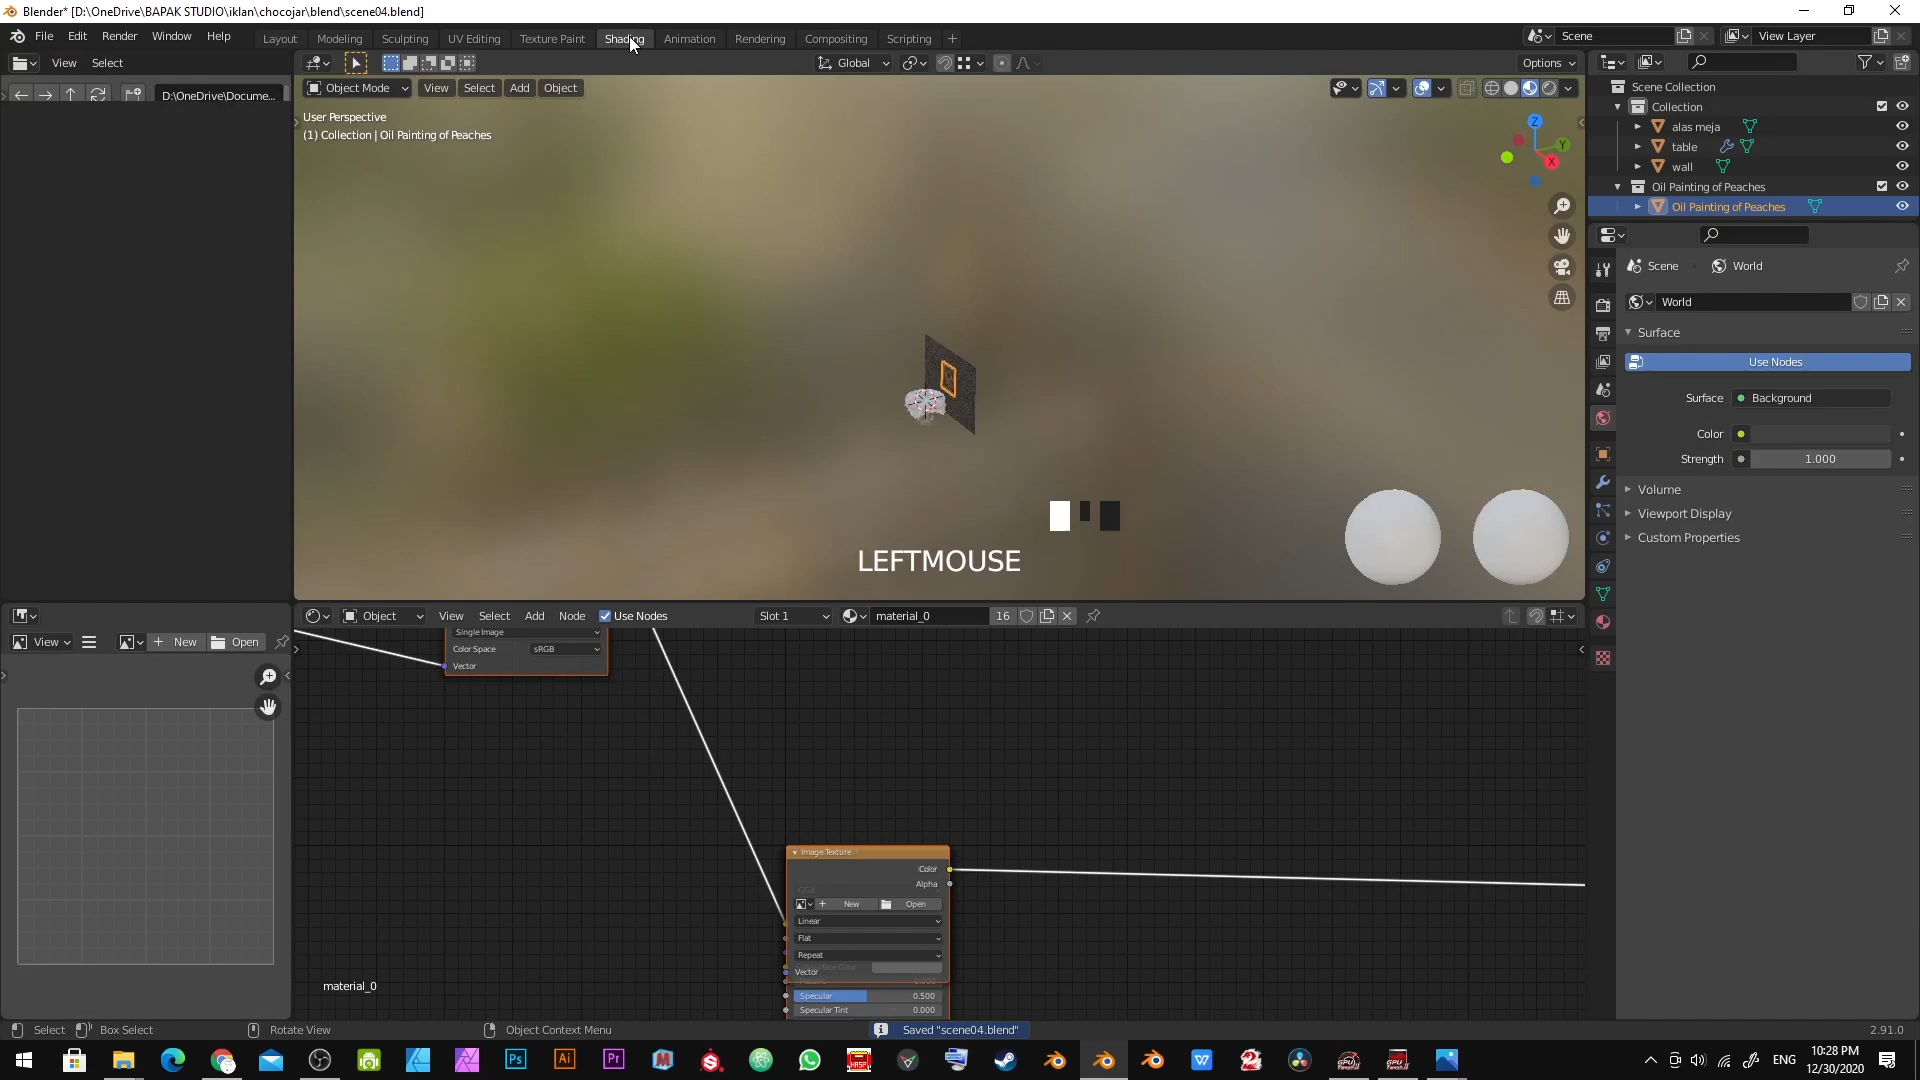 Blender* [D:\OneDrive\BAPAK STUDIO\iklan\chocojar\blend\scene04.blend]
File Edit Render Window Help
Layout Modeling Sculpting UV Editing Texture Paint Shading Animation Rendering Compositing Scripting
Scene View Layer
View Select
Global
Options
D:\OneDrive\Docume...
Object Mode View Select Add Object
User Perspective
(1) Collection | Oil Painting of Peaches
Z
Y
X
LEFTMOUSE
Scene Collection
Collection
alas meja
table
wall
Oil Painting of Peaches
Oil Painting of Peaches
Scene World
World
Surface
Use Nodes
Surface Background
Color
Strength 1.000
Volume
Viewport Display
Custom Properties
View New Open
Object View Select Add Node Use Nodes Slot 1 material_0 16
Single Image
Color Space sRGB
Vector
Image Texture
Color
Alpha
GGX
New Open
Linear
Flat
Repeat
Vector
Specular 0.500
Specular Tint 0.000
material_0
Select Box Select Rotate View Object Context Menu Saved "scene04.blend" 2.91.0
ENG
10:28 PM
12/30/2020